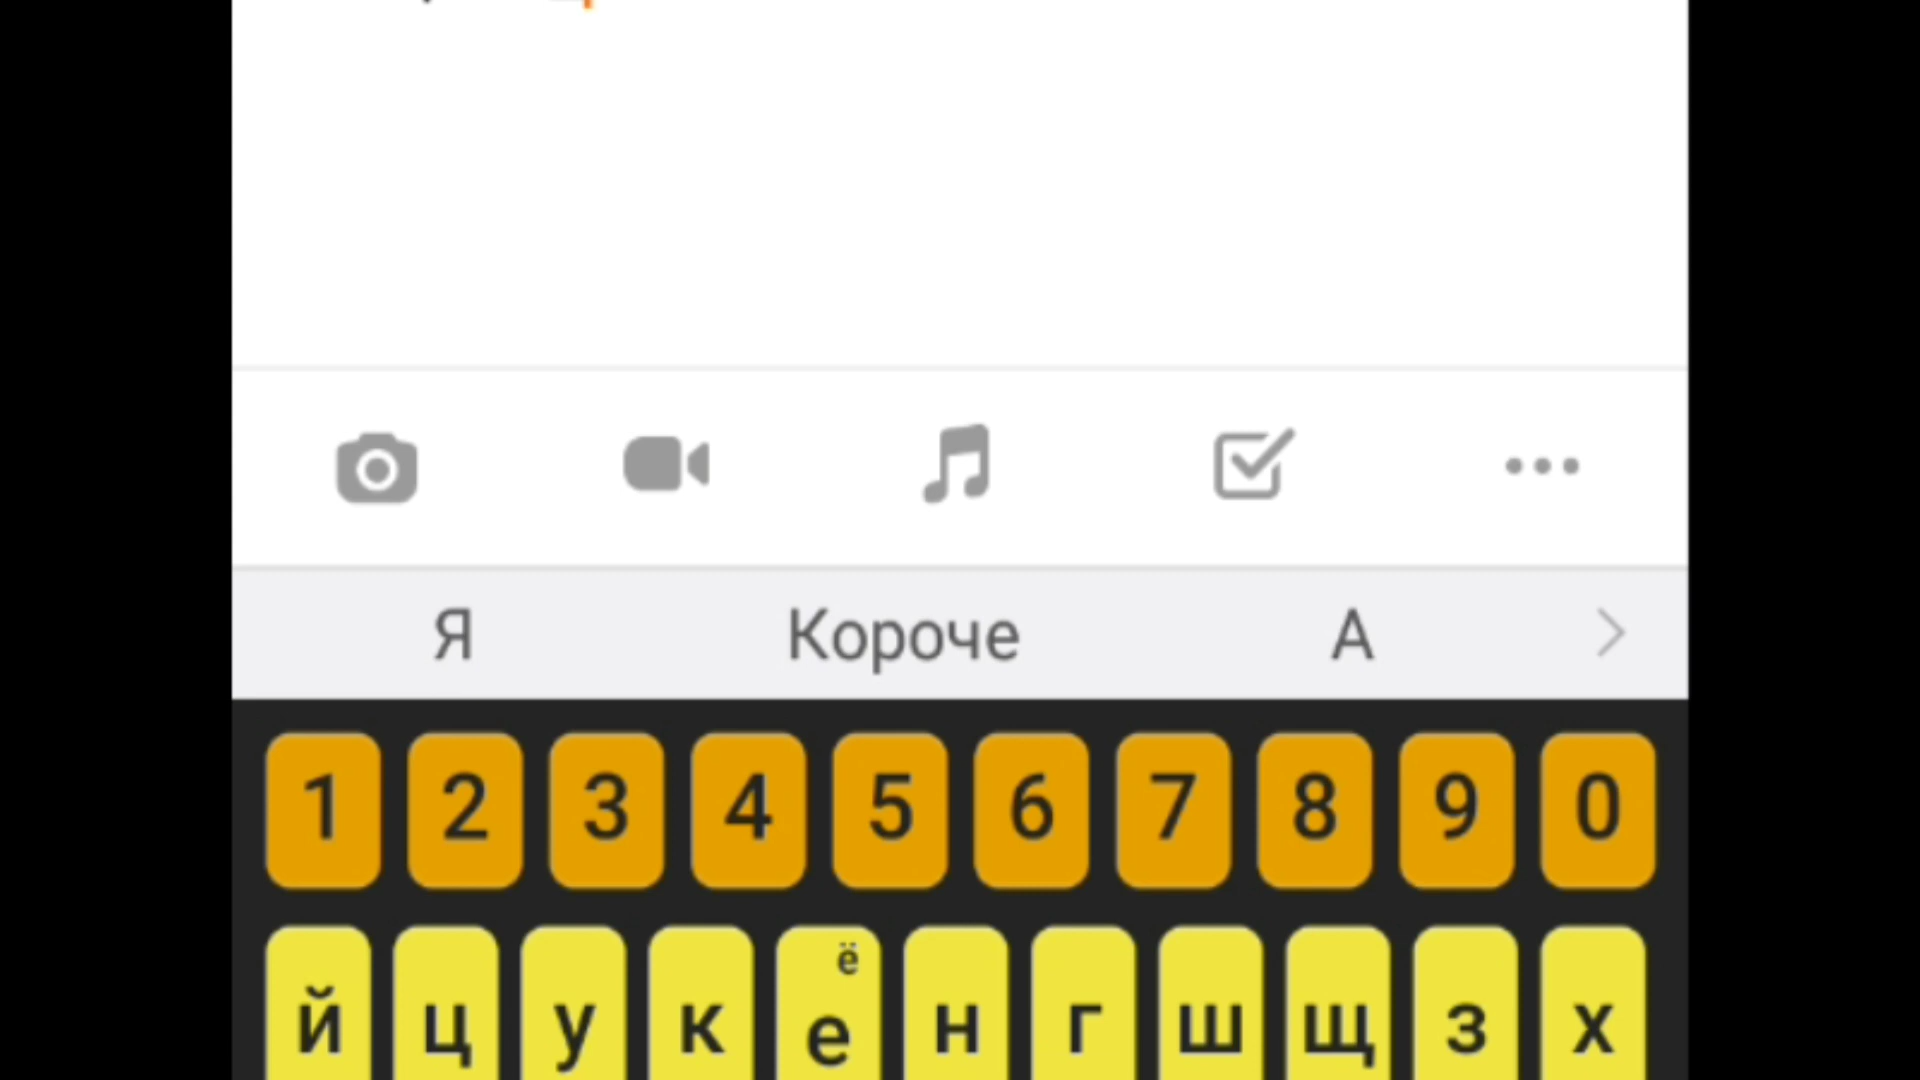 Я Короче А
1 2 3 4 5 6 7 8 9 0
ё
й ц у к е н г ш щ з х